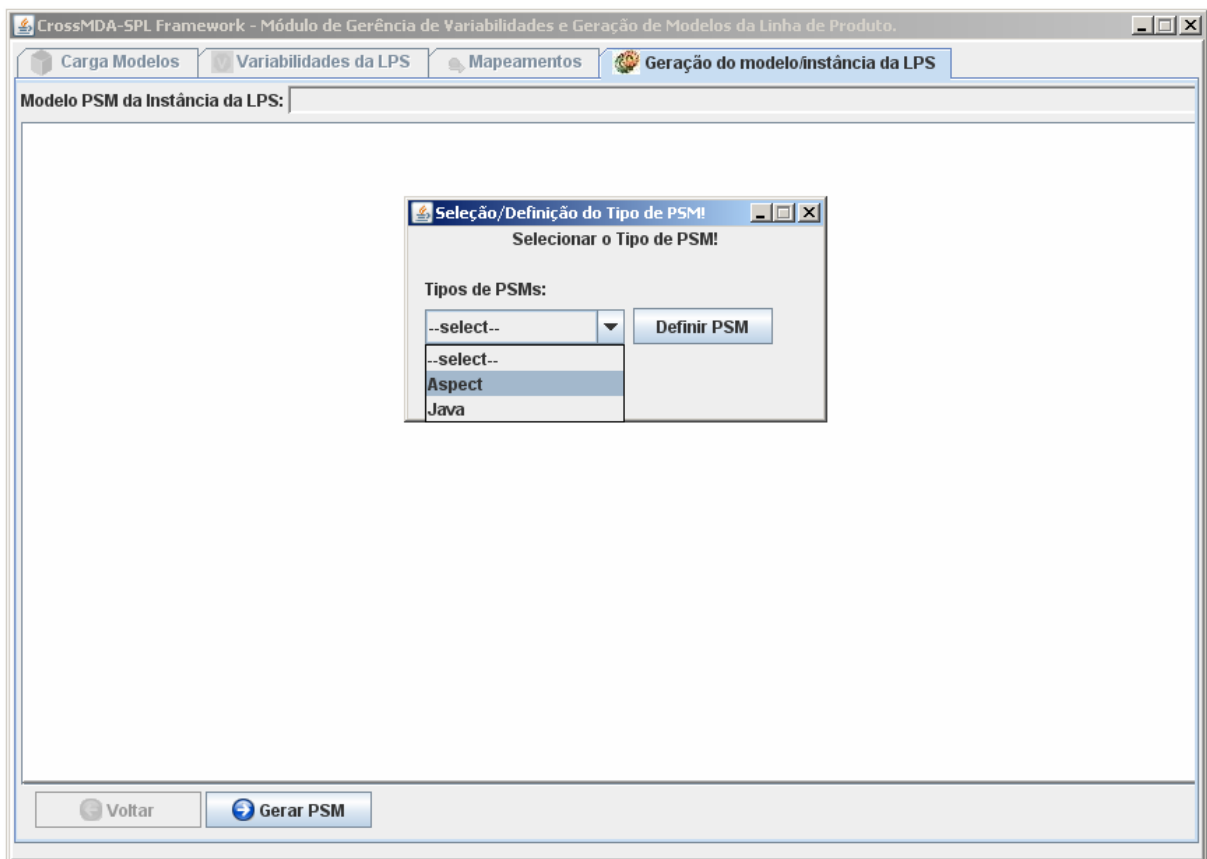 CrossMDA-SPL Framework - Módulo de Gerência de Variabilidades e Geração de Modelos da Linha de Produto.
Carga Modelos Variabilidades da LPS Mapeamentos Geração do modelo/instância da LPS
Modelo PSM da Instância da LPS:
Seleção/Definição do Tipo de PSM!
Selecionar o Tipo de PSM!
Tipos de PSMs:
--select-- Definir PSM
--select--
Aspect
Java
Voltar Gerar PSM